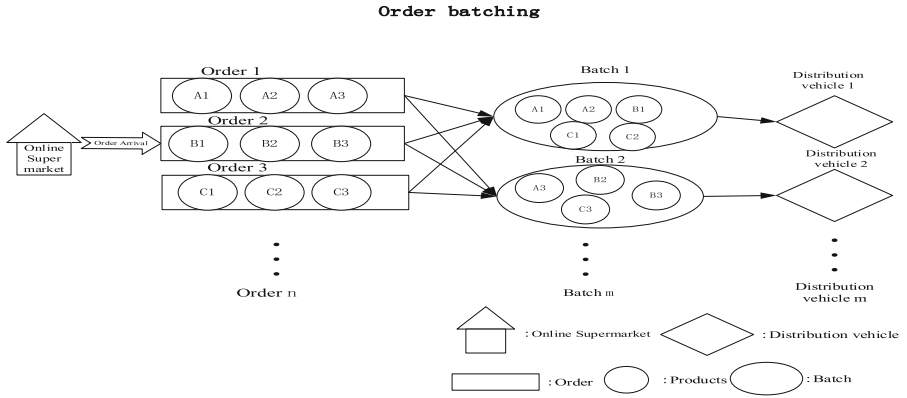 Order batching
Order 1
A1 A2 A3
Order 2
B1 B2 B3
Order 3
C1 C2 C3
Online
Super
market
Order Arrival
Batch 1
A1 A2 B1
C1 C2
Batch 2
A3 B2 B3
C3
Distribution
vehicle 1
Distribution
vehicle 2
Order n
Batch m
Distribution
vehicle m
: Online Supermarket
: Distribution vehicle
: Order
: Products
: Batch